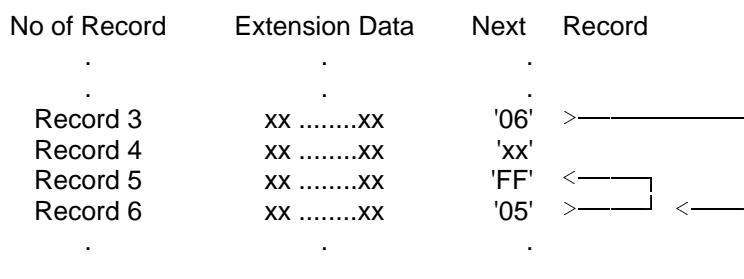 No of Record Extension Data Next Record
. . .
. . .
Record 3 xx ........xx '06' >
Record 4 xx ........xx 'xx'
Record 5 xx ........xx 'FF' <
Record 6 xx ........xx '05' > <
. . .